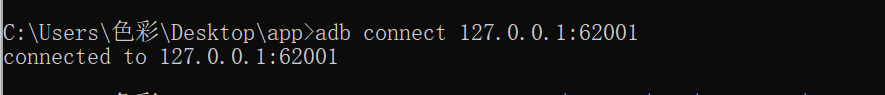 C:\Users\色彩\Desktop\app>adb connect 127.0.0.1:62001
connected to 127.0.0.1:62001